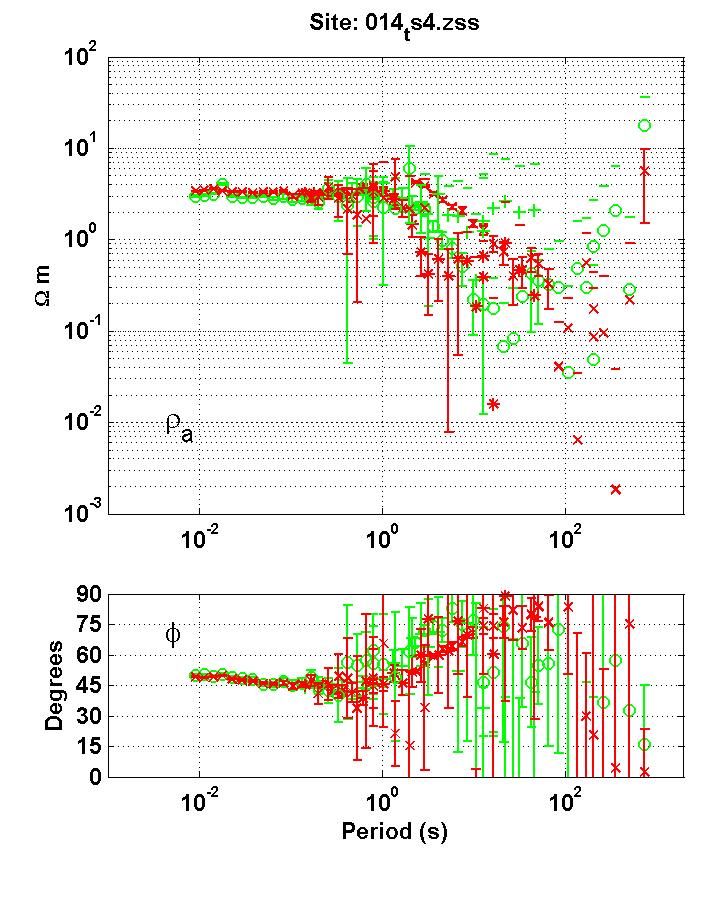 Site: 014ts4.zss
10²
10¹
10⁰
10⁻¹
10⁻²
10⁻³
Ω m
ρa
10⁻² 10⁰ 10²
90
75
60
45
30
15
0
Degrees
ϕ
10⁻² 10⁰ 10²
Period (s)